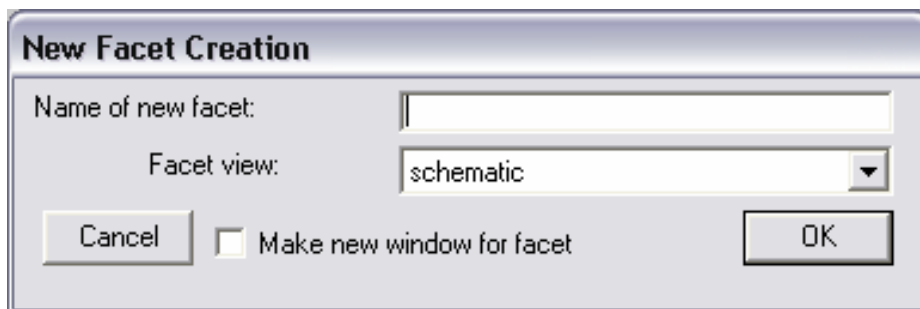 New Facet Creation
Name of new facet:
Facet view: schematic
Cancel Make new window for facet OK